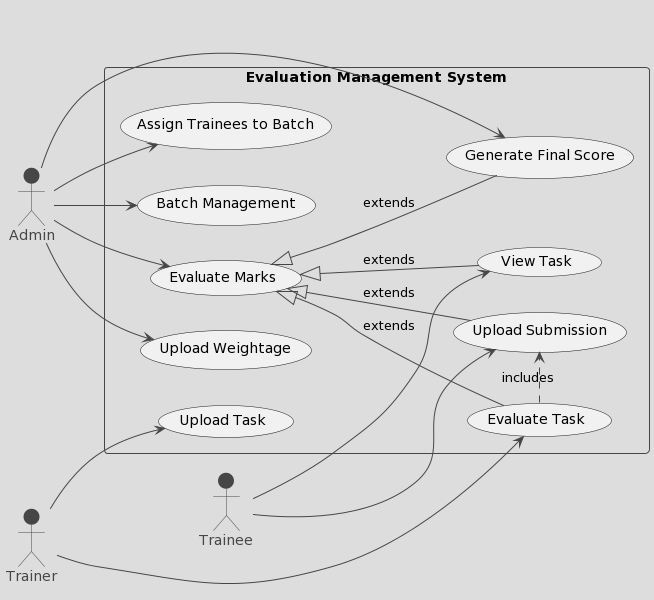 Evaluation Management System
Assign Trainees to Batch
Generate Final Score
Batch Management
extends
Admin
extends
View Task
Evaluate Marks
extends
Upload Submission
extends
Upload Weightage
includes
Upload Task
Evaluate Task
Trainee
Trainer